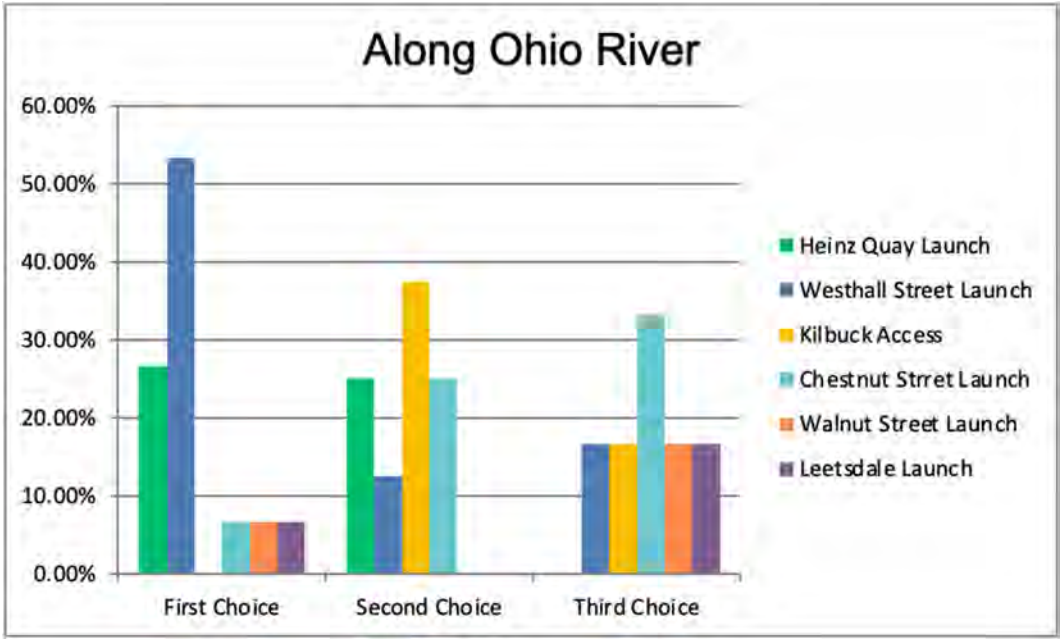 Along Ohio River
60.00%
50.00%
40.00%
30.00%
20.00%
10.00%
0.00%
First Choice
Second Choice
Third Choice
Heinz Quay Launch
Westhall Street Launch
Kilbuck Access
Chestnut Strret Launch
Walnut Street Launch
Leetsdale Launch